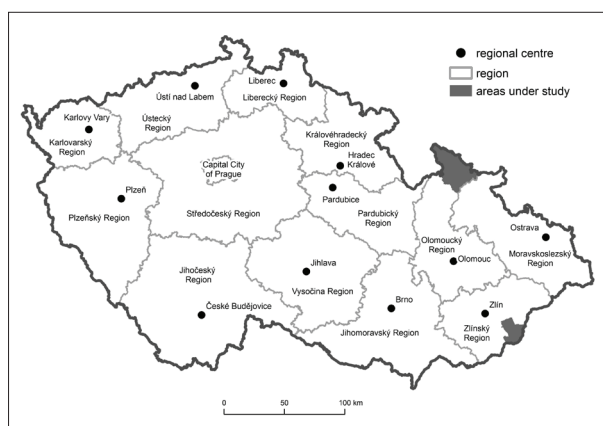 regional centre
region
areas under study
Liberec
Liberecký Region
Ústí nad Labem
Ústecký
Region
Karlovy Vary
Karlovarský
Region
Královéhradecký
Region
Hradec
Králové
Capital City
of Prague
Plzeň
Plzeňský Region
Středočeský Region
Pardubice
Pardubický
Region
Ostrava
Moravskoslezský
Region
Olomoucký
Region
Olomouc
Jihočeský
Region
České Budějovice
Jihlava
Vysočina Region
Brno
Jihomoravský Region
Zlín
Zlínský
Region
0 50 100 km